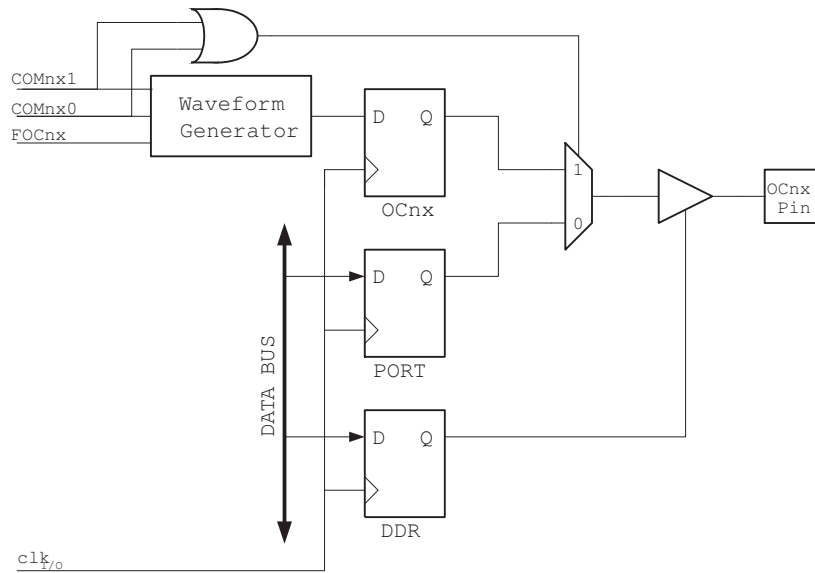 COMnx1
COMnx0
FOCnx
Waveform
Generator
D Q
OCnx
1
0
OCnx
Pin
D Q
PORT
DATA BUS
D Q
DDR
clkI/O